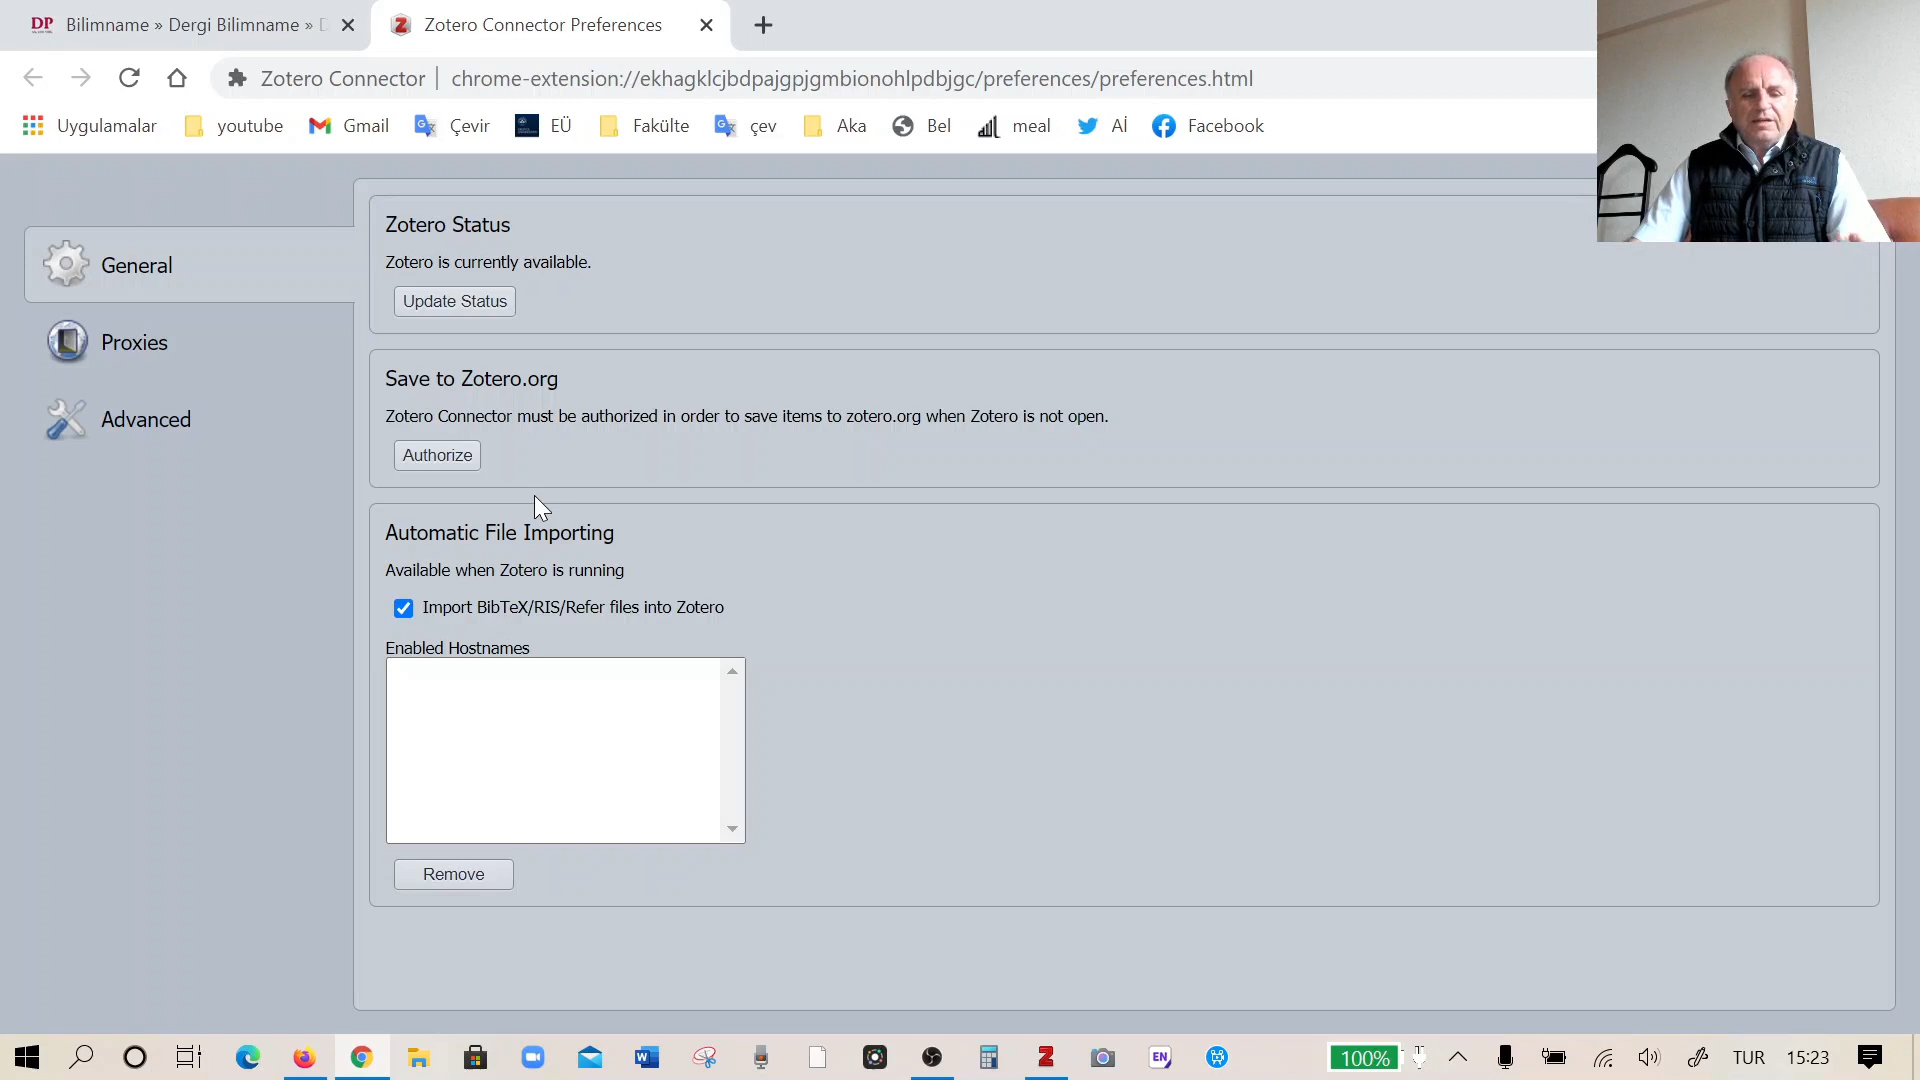 DP Bilimname » Dergi Bilimname » D
Zotero Connector Preferences
Zotero Connector | chrome-extension://ekhagklcjbdpajgpjgmbionohlpdbjgc/preferences/preferences.html
Uygulamalar youtube Gmail Çevir EÜ Fakülte çev Aka Bel meal Aİ Facebook
General
Proxies
Advanced
Zotero Status
Zotero is currently available.
Update Status
Save to Zotero.org
Zotero Connector must be authorized in order to save items to zotero.org when Zotero is not open.
Authorize
Automatic File Importing
Available when Zotero is running
Import BibTeX/RIS/Refer files into Zotero
Enabled Hostnames
Remove
EN 100% TUR 15:23